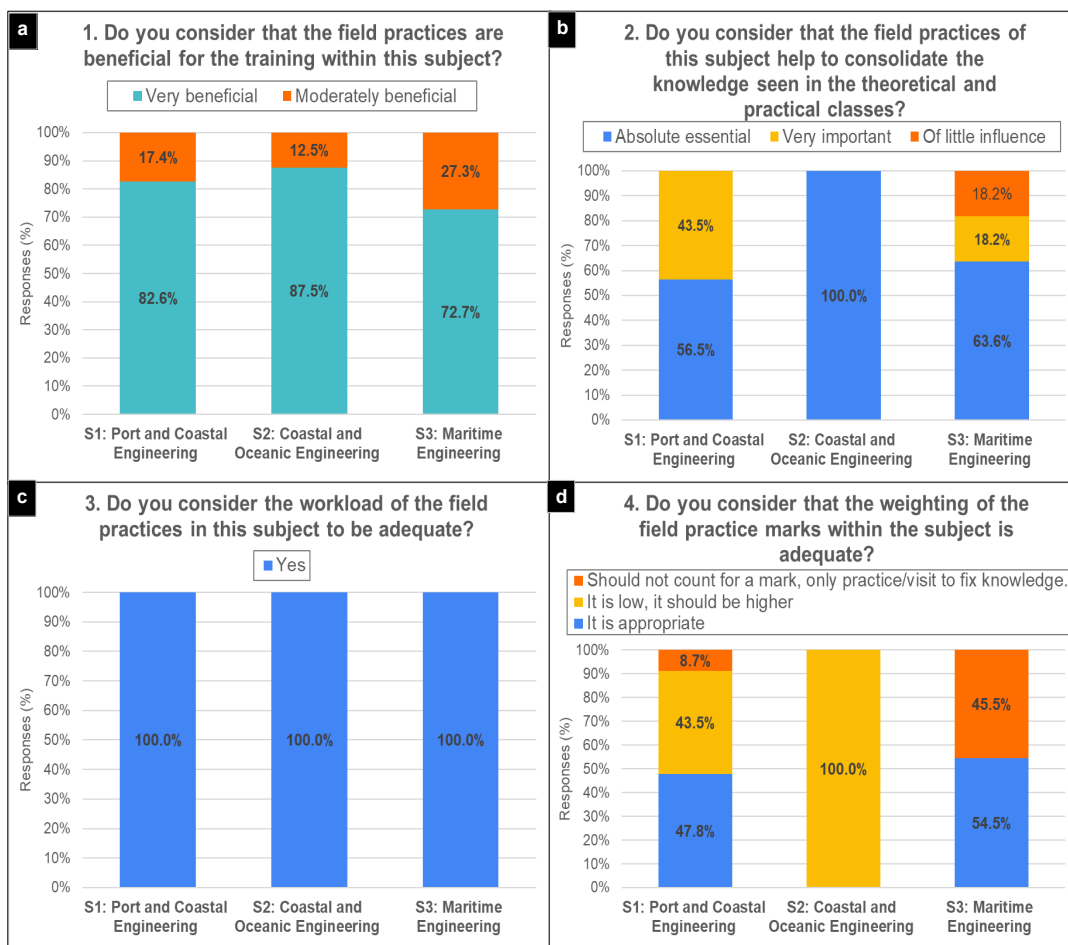 a
1. Do you consider that the field practices are
beneficial for the training within this subject?
Very beneficial Moderately beneficial
Responses (%)
100%
90%
80%
70%
60%
50%
40%
30%
20%
10%
0%
17.4%
12.5%
27.3%
82.6%
87.5%
72.7%
S1: Port and Coastal
Engineering
S2: Coastal and
Oceanic Engineering
S3: Maritime
Engineering
b
2. Do you consider that the field practices of
this subject help to consolidate the
knowledge seen in the theoretical and
practical classes?
Absolute essential Very important Of little influence
Responses (%)
100%
90%
80%
70%
60%
50%
40%
30%
20%
10%
0%
43.5%
56.5%
100.0%
18.2%
18.2%
63.6%
S1: Port and Coastal
Engineering
S2: Coastal and
Oceanic Engineering
S3: Maritime
Engineering
c
3. Do you consider the workload of the field
practices in this subject to be adequate?
Yes
Responses (%)
100%
90%
80%
70%
60%
50%
40%
30%
20%
10%
0%
100.0%
100.0%
100.0%
S1: Port and Coastal
Engineering
S2: Coastal and
Oceanic Engineering
S3: Maritime
Engineering
d
4. Do you consider that the weighting of the
field practice marks within the subject is
adequate?
Should not count for a mark, only practice/visit to fix knowledge.
It is low, it should be higher
It is appropriate
Responses (%)
100%
90%
80%
70%
60%
50%
40%
30%
20%
10%
0%
8.7%
43.5%
47.8%
100.0%
45.5%
54.5%
S1: Port and Coastal
Engineering
S2: Coastal and
Oceanic Engineering
S3: Maritime
Engineering